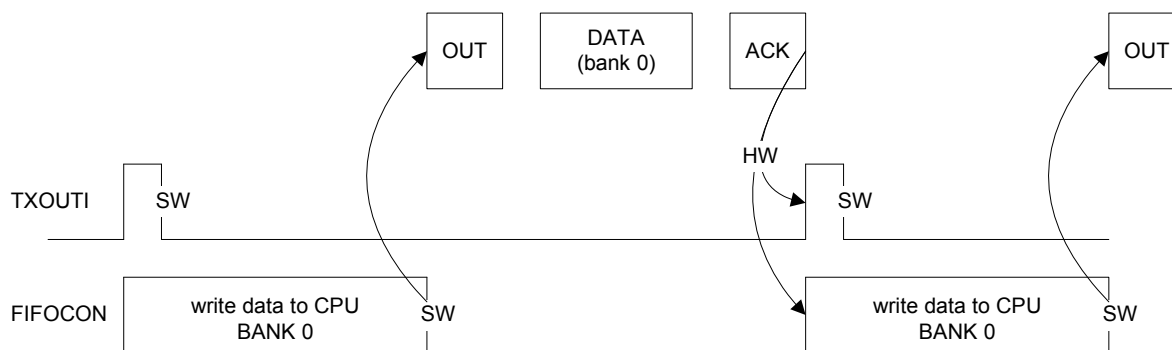 OUT
DATA
(bank 0)
ACK
OUT
HW
TXOUTI
SW
SW
FIFOCON
write data to CPU
BANK 0
SW
write data to CPU
BANK 0
SW